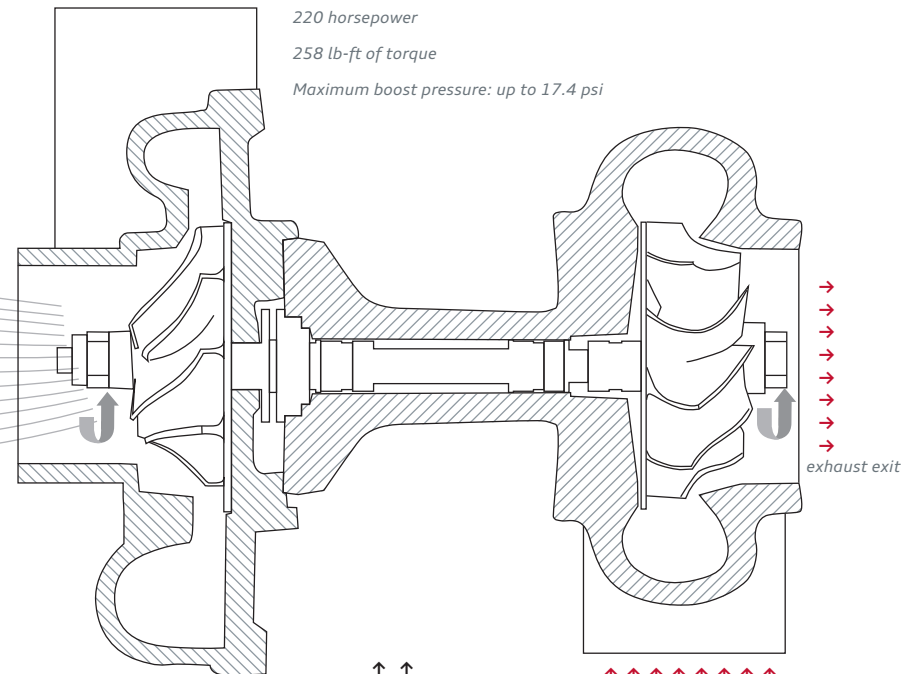 220 horsepower
258 lb-ft of torque
Maximum boost pressure: up to 17.4 psi
exhaust exit